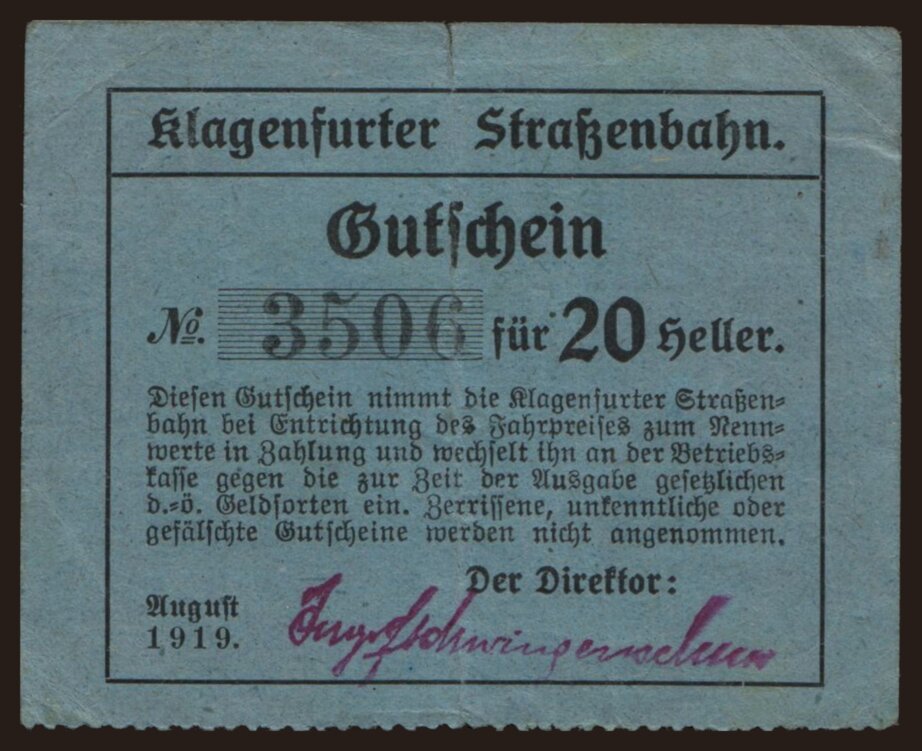 Klagenfurter Straßenbahn.
Gutschein
No. 3506 für 20 Heller.
Diesen Gutschein nimmt die Klagenfurter Straßen-
bahn bei Entrichtung des Fahrpreises zum Nenn-
werte in Zahlung und wechselt ihn an der Betriebs-
kasse gegen die zur Zeit der Ausgabe gesetzlichen
d.-ö. Geldsorten ein. Zerrissene, unkenntliche oder
gefälschte Gutscheine werden nicht angenommen.
Der Direktor:
August
1919.